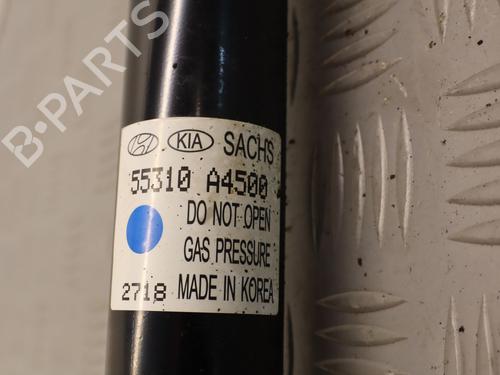 B-PARTS
KIA SACHS
55310 A4500
DO NOT OPEN
GAS PRESSURE
2718 MADE IN KOREA